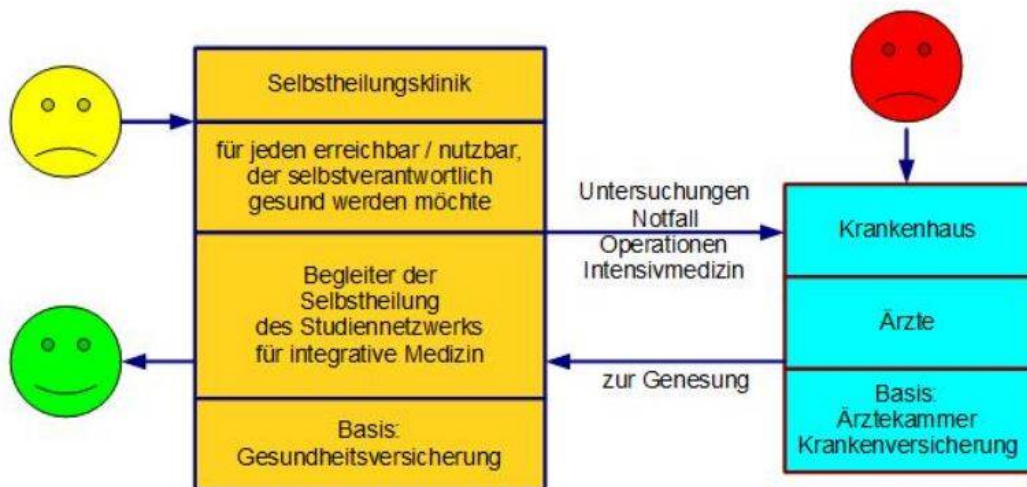 Selbstheilungsklinik
für jeden erreichbar / nutzbar,
der selbstverantwortlich
gesund werden möchte
Begleiter der
Selbstheilung
des Studiennetzwerks
für integrative Medizin
Basis:
Gesundheitsversicherung
Untersuchungen
Notfall
Operationen
Intensivmedizin
zur Genesung
Krankenhaus
Ärzte
Basis:
Ärztekammer
Krankenversicherung